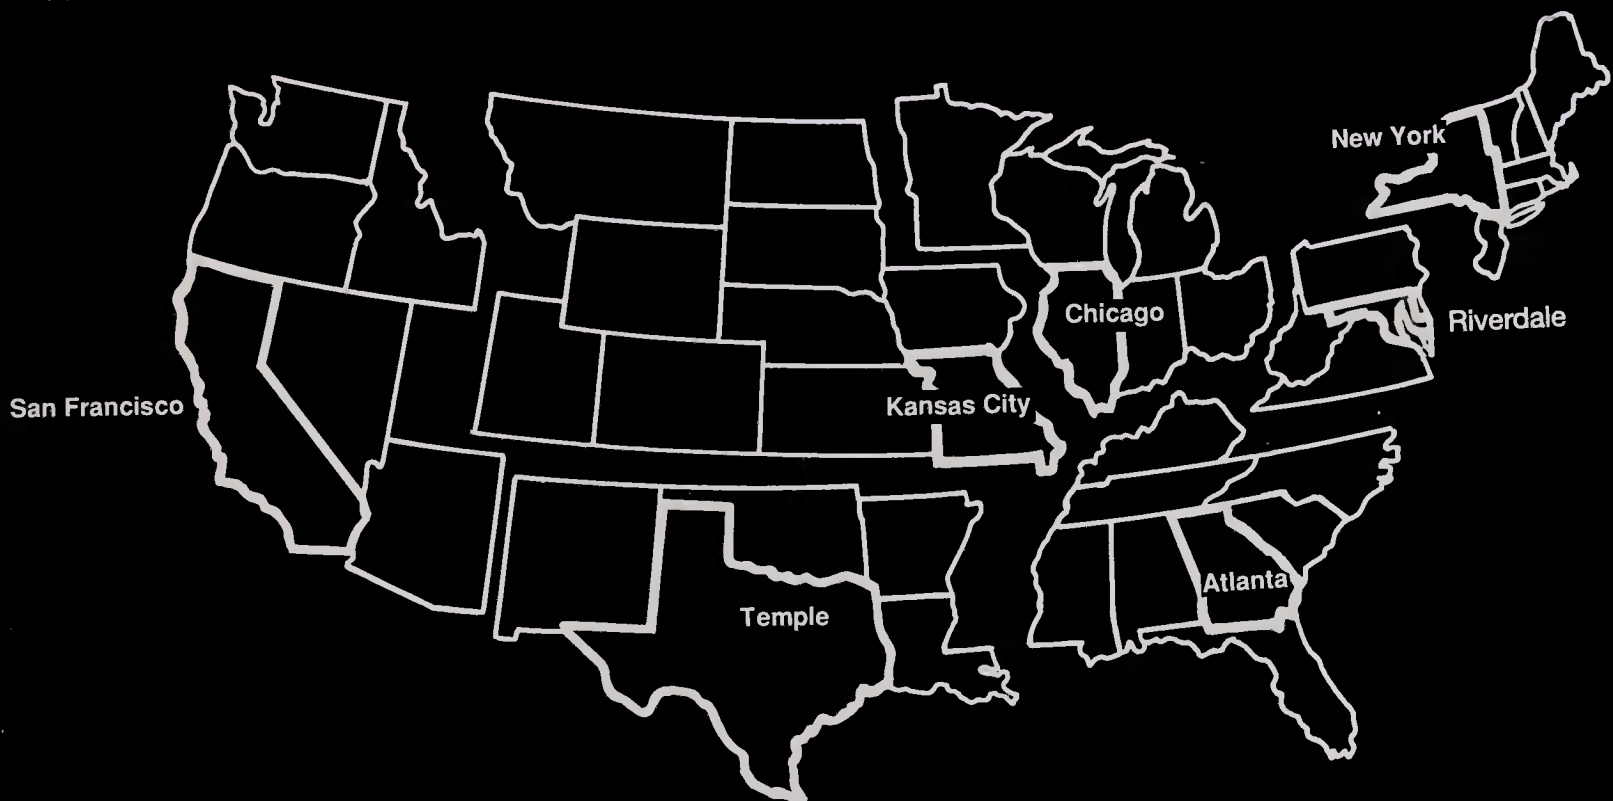 New York
Chicago
Riverdale
San Francisco
Kansas City
Atlanta
Temple